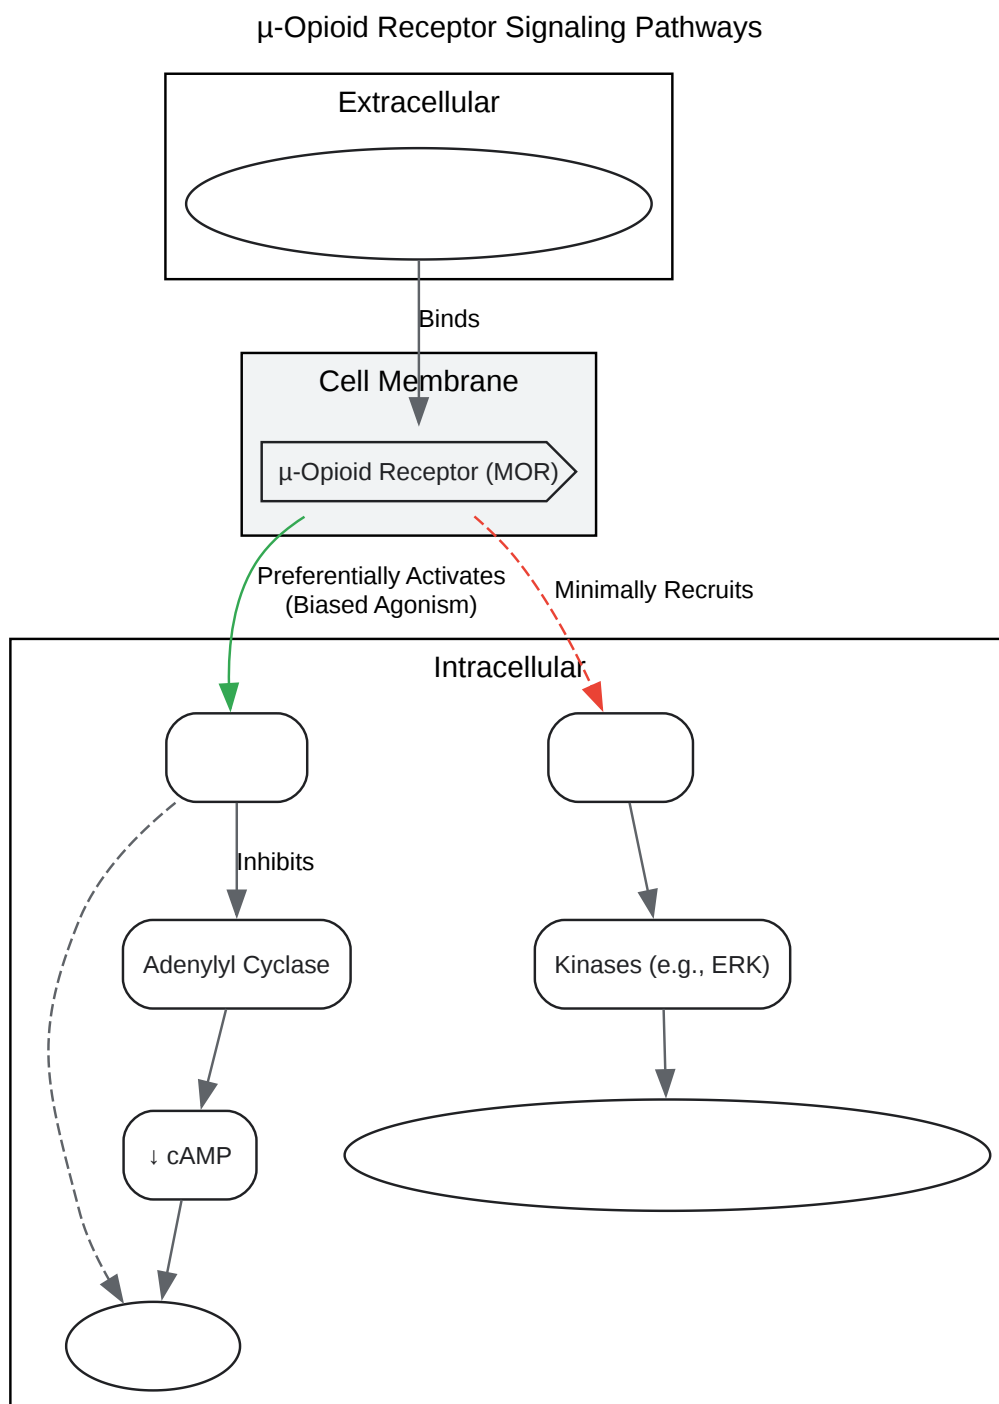 µ-Opioid Receptor Signaling Pathways
Extracellular
Binds
Cell Membrane
µ-Opioid Receptor (MOR)
Preferentially Activates
(Biased Agonism)
Minimally Recruits
Intracellular
Inhibits
Adenylyl Cyclase
Kinases (e.g., ERK)
↓ cAMP